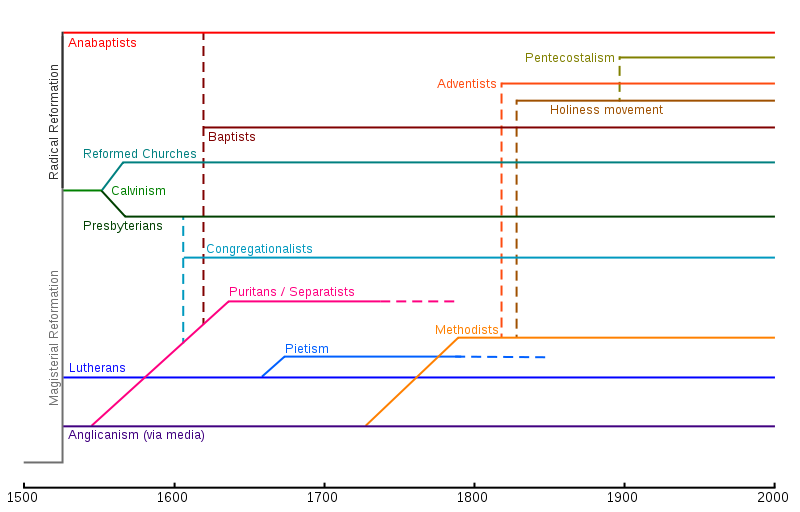 Anabaptists
Pentecostalism
Adventists
Holiness movement
Radical Reformation
Baptists
Reformed Churches
Calvinism
Presbyterians
Congregationalists
Puritans / Separatists
Magisterial Reformation
Methodists
Pietism
Lutherans
Anglicanism (via media)
1500 1600 1700 1800 1900 2000